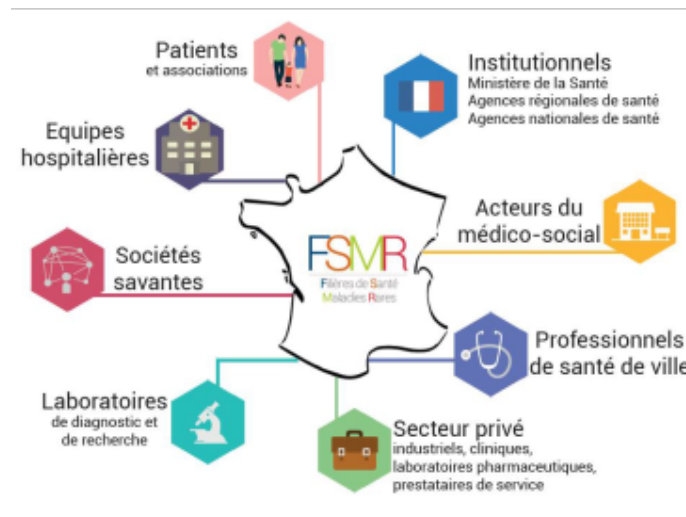 Patients
et associations
Institutionnels
Ministère de la Santé
Agences régionales de santé
Agences nationales de santé
Equipes
hospitalières
Acteurs du
médico-social
Sociétés
savantes
FSMR
Filières de Santé
Maladies Rares
Professionnels
de santé de ville
Laboratoires
de diagnostic et
de recherche
Secteur privé
industriels, cliniques,
laboratoires pharmaceutiques,
prestataires de service